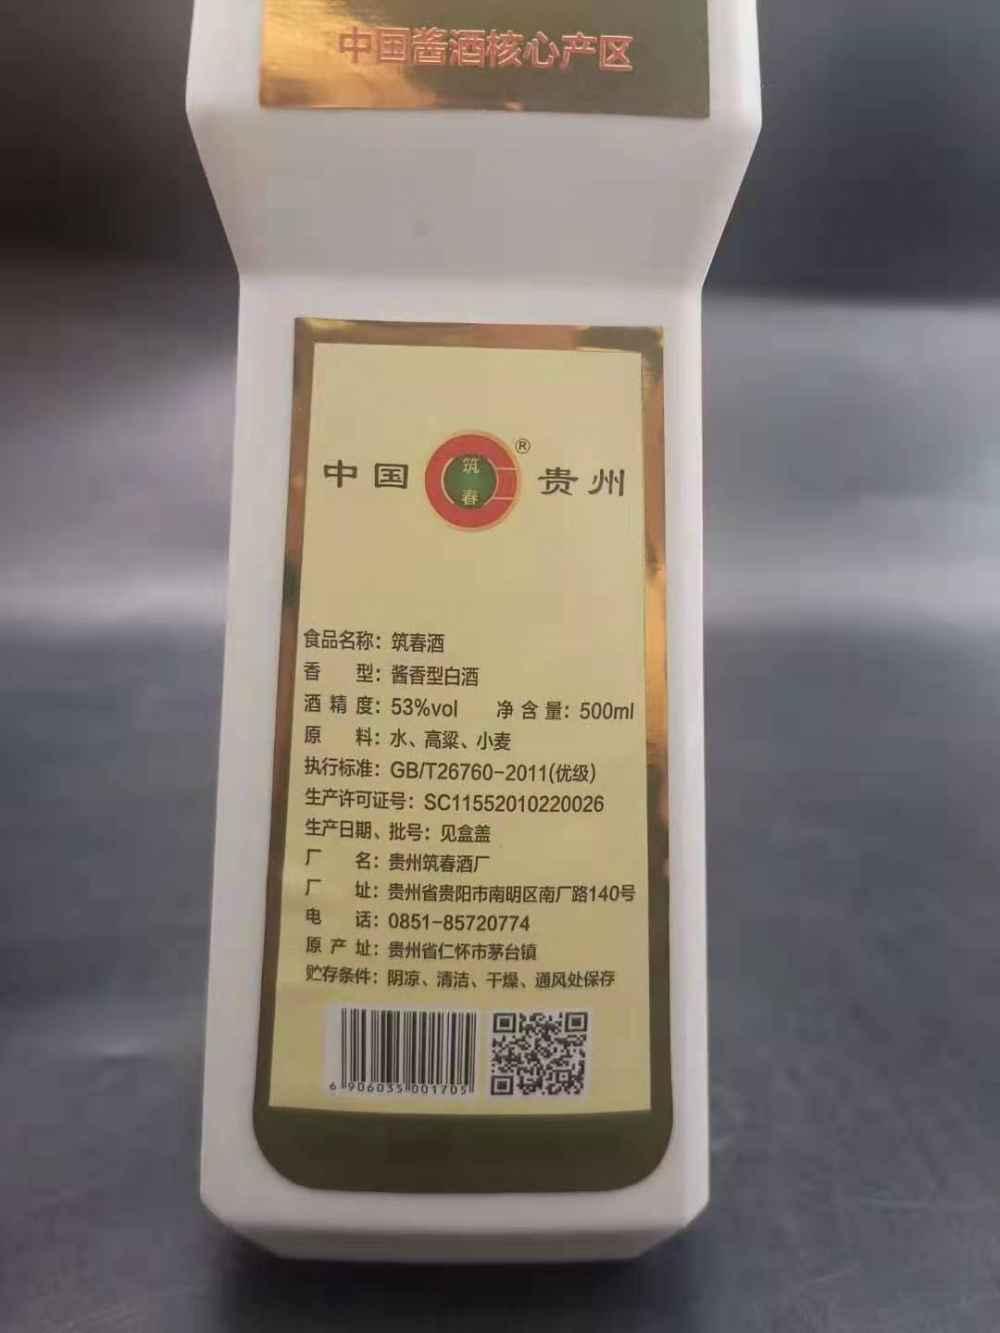 中国酱酒核心产区
中国 筑春 ® 贵州
食品名称：筑春酒
香 型：酱香型白酒
酒精度：53%vol 净含量：500ml
原 料：水、高粱、小麦
执行标准：GB/T26760-2011(优级)
生产许可证号：SC11552010220026
生产日期、批号：见盒盖
厂 名：贵州筑春酒厂
厂 址：贵州省贵阳市南明区南厂路140号
电 话：0851-85720774
原产址：贵州省仁怀市茅台镇
贮存条件：阴凉、清洁、干燥、通风处保存
6 906035 001705